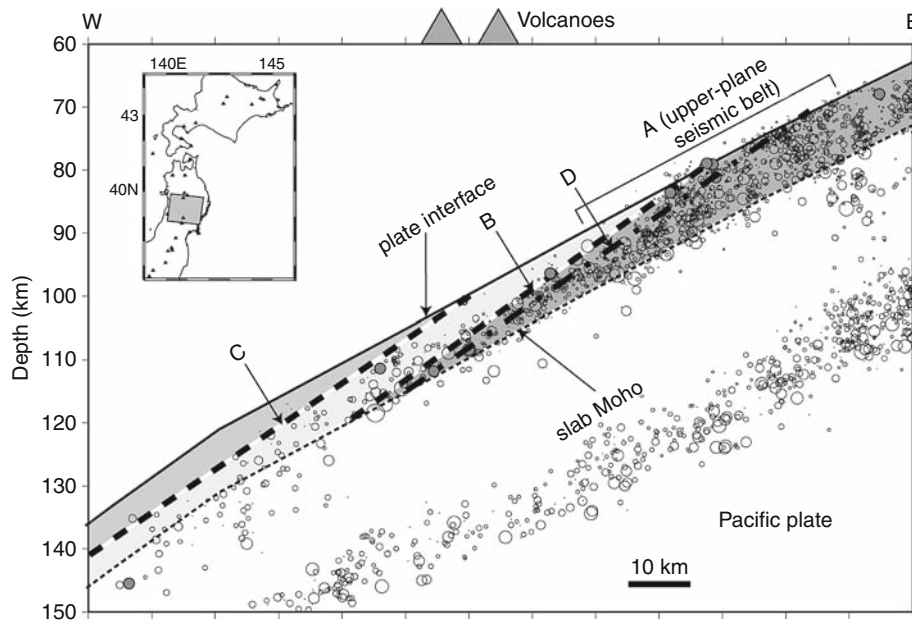 W
Volcanoes
E
60
70
80
90
100
110
120
130
140
150
Depth (km)
140E
145
43
40N
A (upper-plane
seismic belt)
D
plate interface
B
C
slab Moho
Pacific plate
10 km